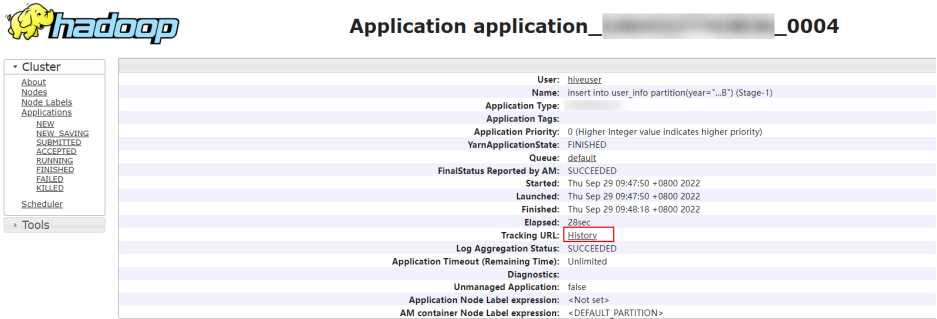 hadoop
Application application_ _0004
Cluster
About
Nodes
Node Labels
Applications
NEW
NEW_SAVING
SUBMITTED
ACCEPTED
RUNNING
FINISHED
FAILED
KILLED
Scheduler
Tools
User: hiveuser
Name: insert into user_info partition(year="...B") (Stage-1)
Application Type:
Application Tags:
Application Priority: 0 (Higher Integer value indicates higher priority)
YarnApplicationState: FINISHED
Queue: default
FinalStatus Reported by AM: SUCCEEDED
Started: Thu Sep 29 09:47:50 +0800 2022
Launched: Thu Sep 29 09:47:50 +0800 2022
Finished: Thu Sep 29 09:48:18 +0800 2022
Elapsed: 28sec
Tracking URL: History
Log Aggregation Status: SUCCEEDED
Application Timeout (Remaining Time): Unlimited
Diagnostics:
Unmanaged Application: false
Application Node Label expression: <Not set>
AM container Node Label expression: <DEFAULT_PARTITION>